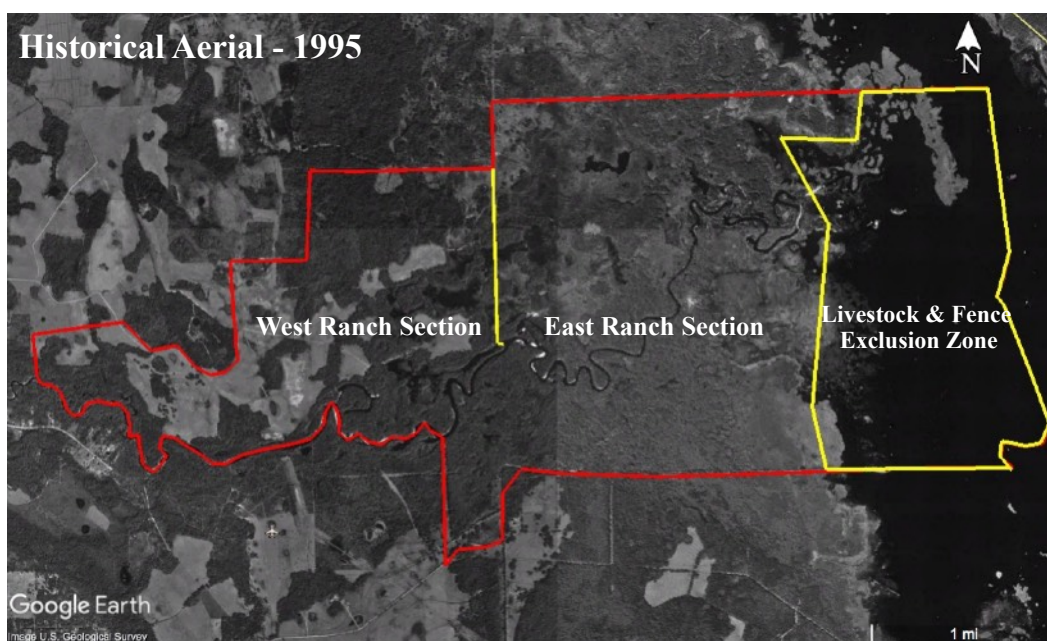 Historical Aerial - 1995
N
West Ranch Section
East Ranch Section
Livestock & Fence
Exclusion Zone
Google Earth
Image U.S. Geological Survey
1 mi